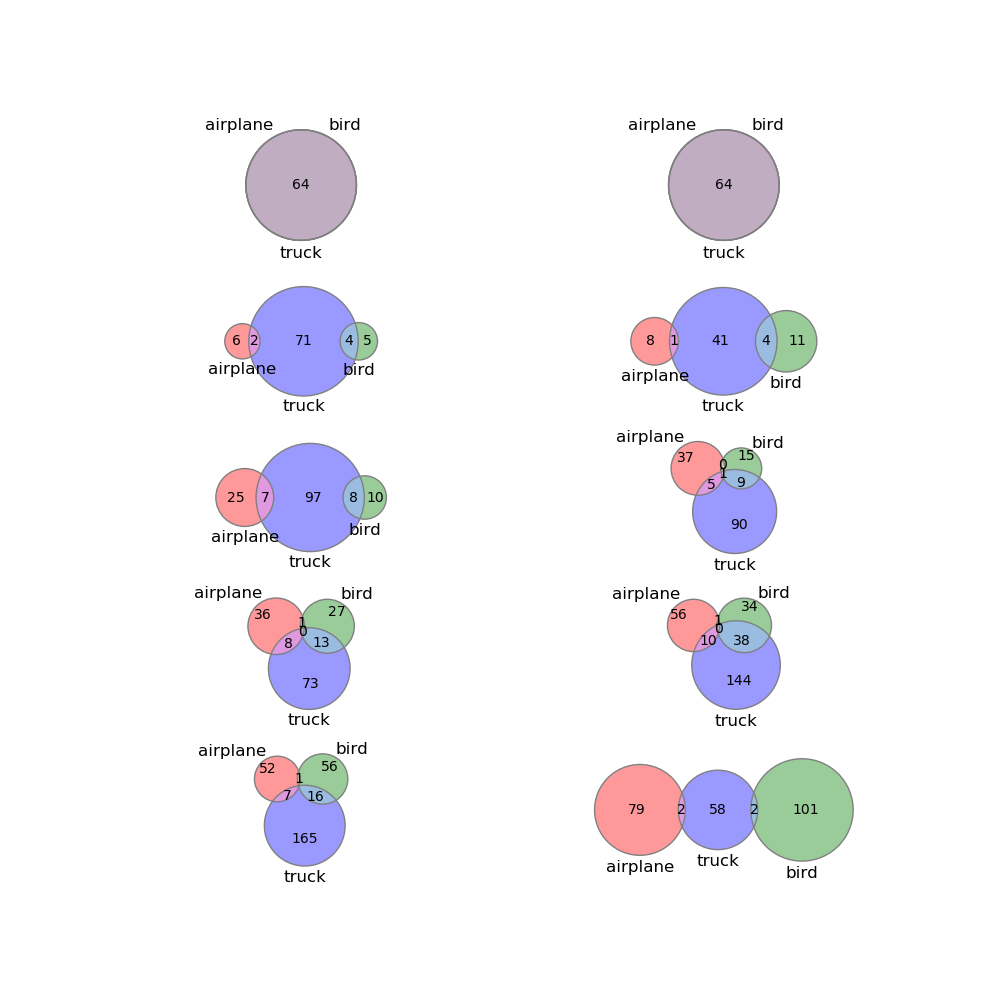 airplane bird
64
truck
airplane bird
64
truck
6 2 71 4 5
airplane bird
truck
8 1 41 4 11
airplane bird
truck
25 7 97 8 10
airplane bird
truck
airplane bird
37 0 15
1
5 9
90
truck
airplane bird
36 1 27
0
8 13
73
truck
airplane bird
56 1 34
0
10 38
144
truck
airplane bird
52 1 56
7 16
165
truck
79 2 58 2 101
airplane truck bird